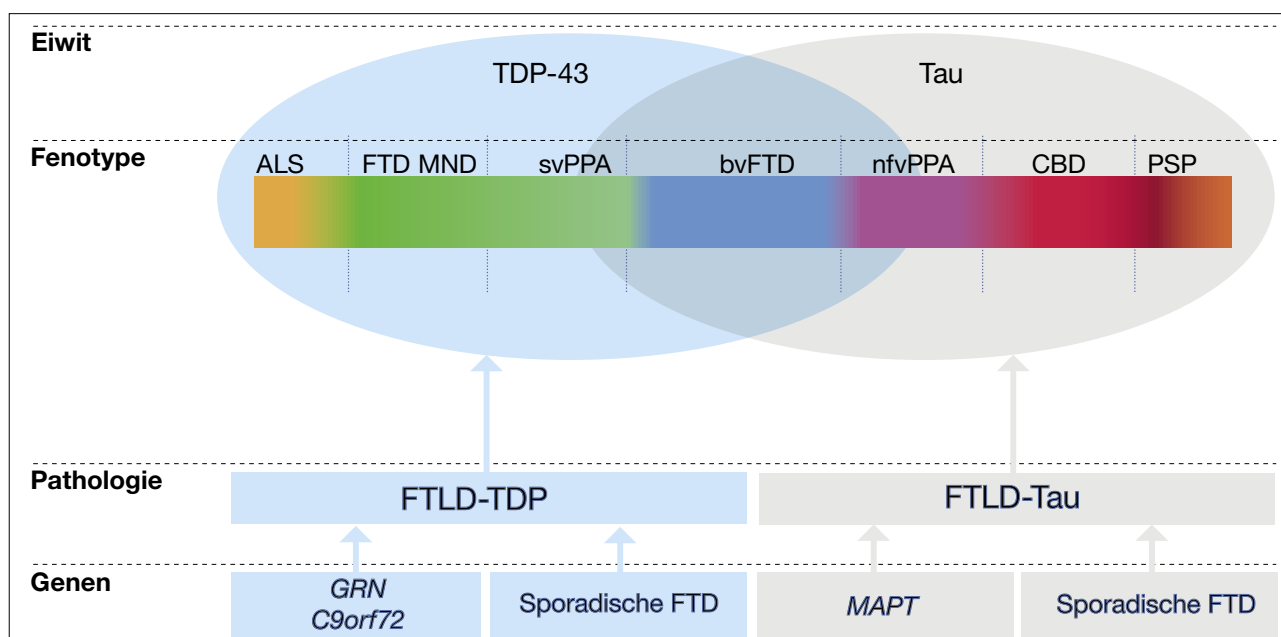 Eiwit
TDP-43 Tau
Fenotype
ALS FTD MND svPPA bvFTD nfvPPA CBD PSP
Pathologie
FTLD-TDP FTLD-Tau
Genen
GRN
C9orf72
Sporadische FTD
MAPT
Sporadische FTD